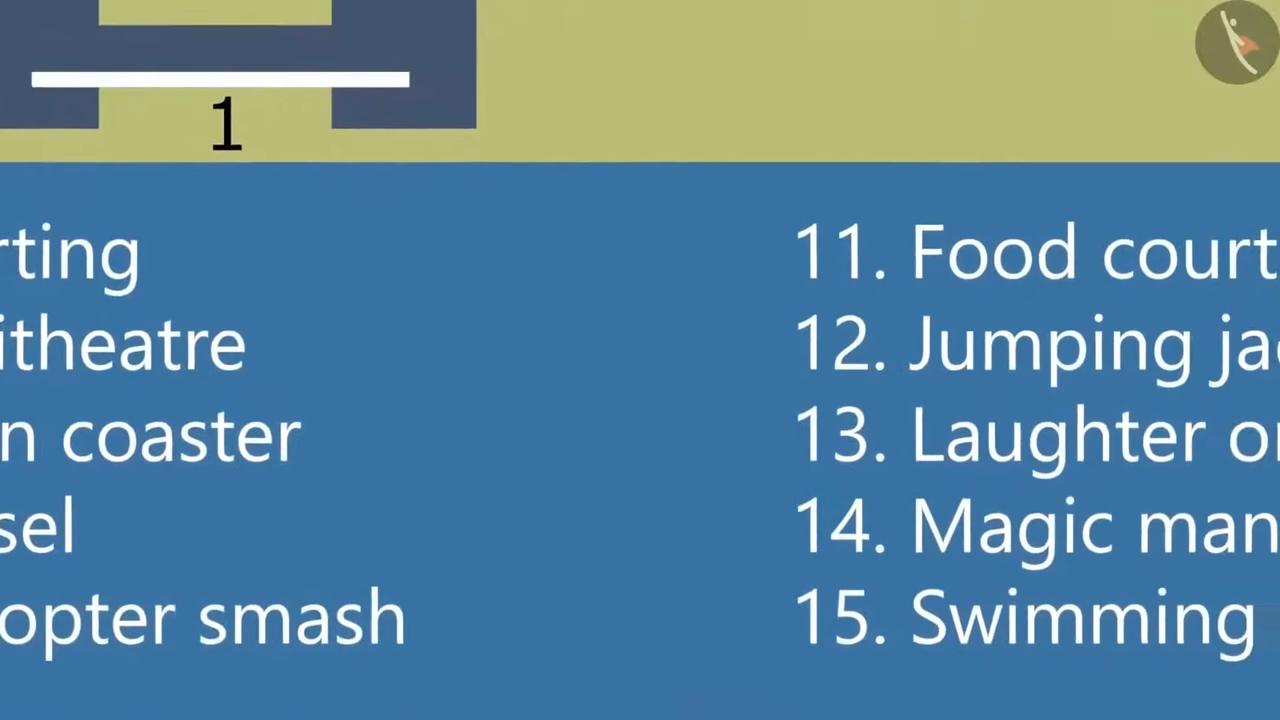 1
rting
itheatre
n coaster
sel
opter smash
11. Food court
12. Jumping ja
13. Laughter o
14. Magic man
15. Swimming